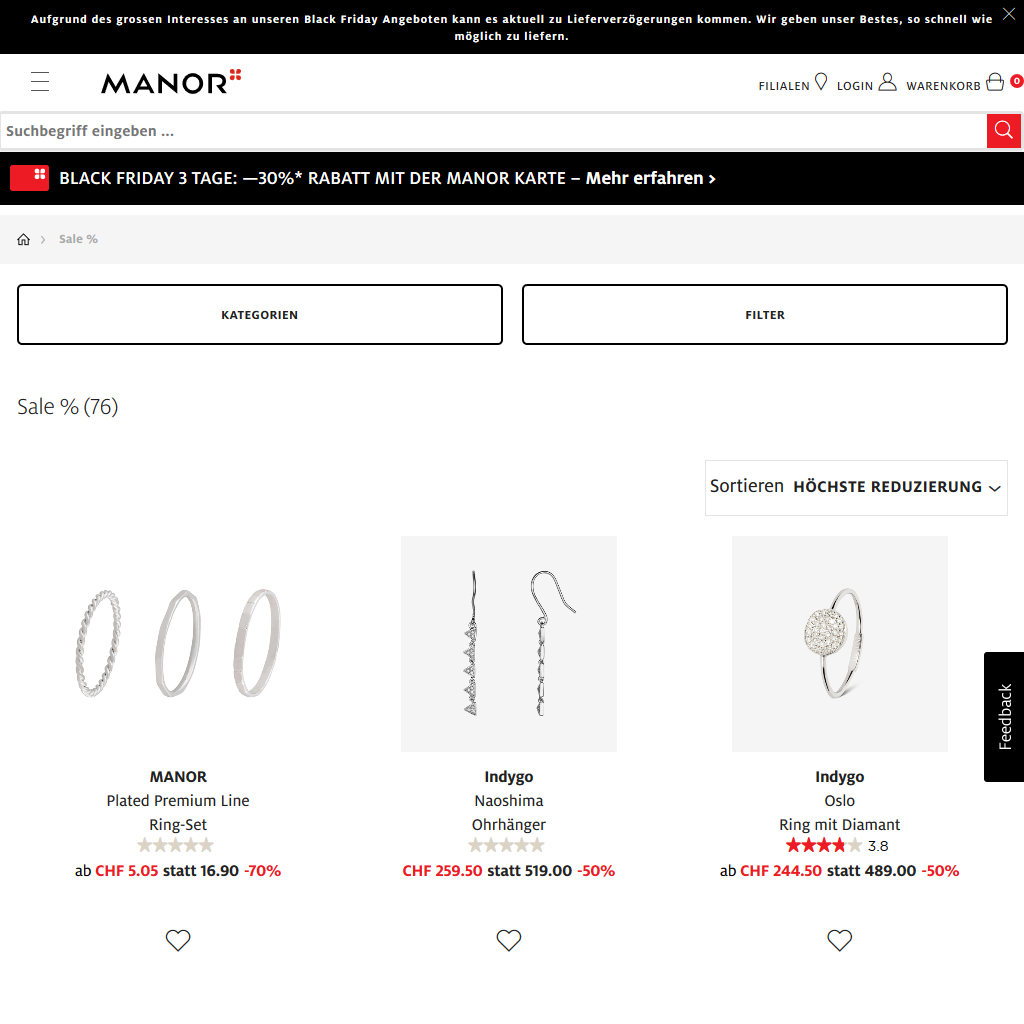 Aufgrund des grossen Interesses an unseren Black Friday Angeboten kann es aktuell zu Lieferverzögerungen kommen. Wir geben unser Bestes, so schnell wie
möglich zu liefern.
MANOR
FILIALEN LOGIN WARENKORB 0
Suchbegriff eingeben ...
BLACK FRIDAY 3 TAGE: —30%* RABATT MIT DER MANOR KARTE – Mehr erfahren >
Sale %
KATEGORIEN FILTER
Sale % (76)
Sortieren HÖCHSTE REDUZIERUNG
Feedback
MANOR
Plated Premium Line
Ring-Set
ab CHF 5.05 statt 16.90 -70%
Indygo
Naoshima
Ohrhänger
CHF 259.50 statt 519.00 -50%
Indygo
Oslo
Ring mit Diamant
3.8
ab CHF 244.50 statt 489.00 -50%